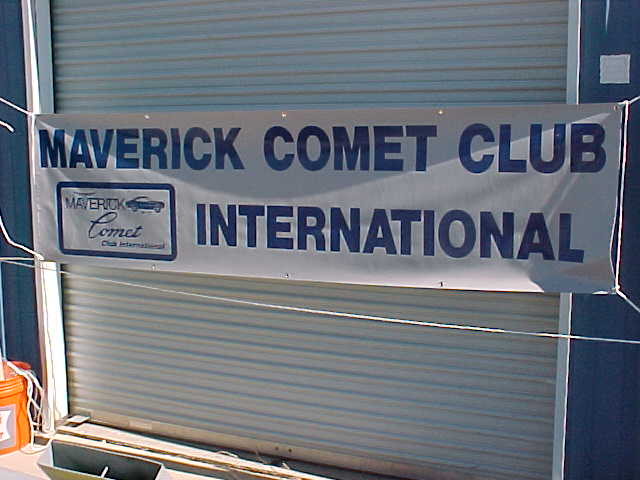 MAVERICK COMET CLUB
INTERNATIONAL
MAVERICK
Comet
Club International